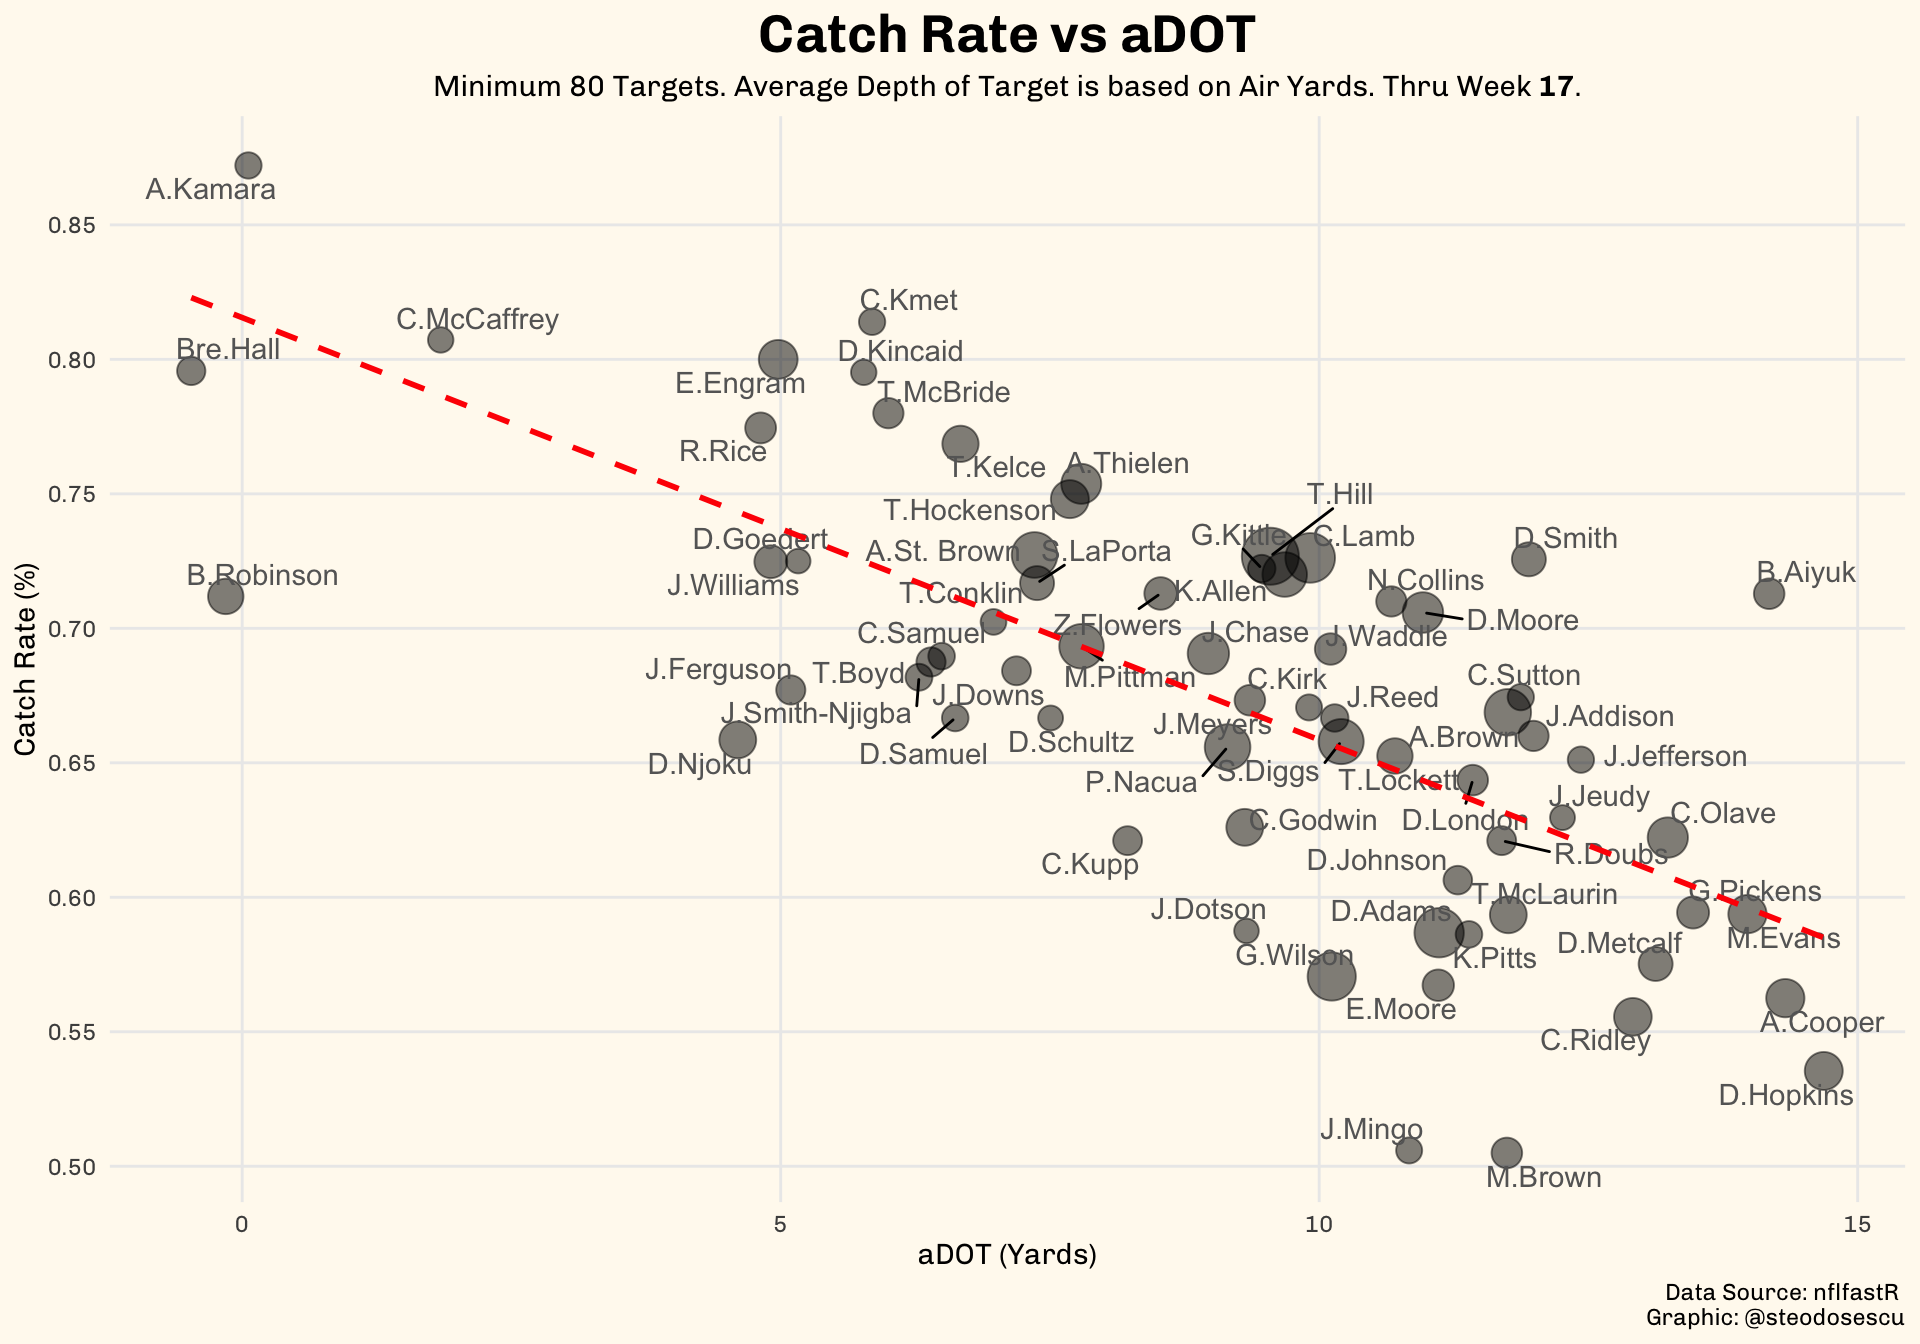 Catch Rate vs aDOT
Minimum 80 Targets. Average Depth of Target is based on Air Yards. Thru Week 17.
Catch Rate (%)
0.85
0.80
0.75
0.70
0.65
0.60
0.55
0.50
A.Kamara
C.Kmet
C.McCaffrey
Bre.Hall
D.Kincaid
E.Engram
T.McBride
R.Rice
T.Kelce
A.Thielen
T.Hill
T.Hockenson
G.Kittle
C.Lamb
D.Smith
D.Goedert
A.St. Brown
S.LaPorta
B.Aiyuk
B.Robinson
J.Williams
T.Conklin
K.Allen
N.Collins
D.Moore
Z.Flowers
C.Samuel
J.Chase
J.Waddle
J.Ferguson
T.Boyd
M.Pittman
C.Kirk
C.Sutton
J.Downs
J.Reed
J.Smith-Njigba
J.Meyers
J.Addison
D.Samuel
D.Schultz
A.Brown
J.Jefferson
D.Njoku
S.Diggs
P.Nacua
T.Lockett
J.Jeudy
C.Olave
C.Godwin
D.London
C.Kupp
D.Johnson
R.Doubs
T.McLaurin
G.Pickens
J.Dotson
D.Adams
M.Evans
D.Metcalf
G.Wilson
K.Pitts
E.Moore
A.Cooper
C.Ridley
D.Hopkins
J.Mingo
M.Brown
0
5
10
15
aDOT (Yards)
Data Source: nflfastR
Graphic: @steodosescu